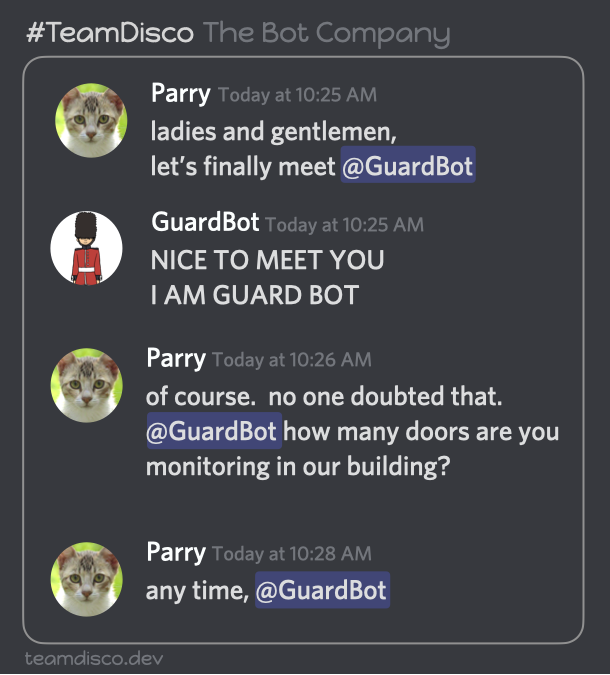 #TeamDisco The Bot Company
Parry Today at 10:25 AM
ladies and gentlemen,
let's finally meet @GuardBot
GuardBot Today at 10:25 AM
NICE TO MEET YOU
I AM GUARD BOT
Parry Today at 10:26 AM
of course.  no one doubted that.
@GuardBot how many doors are you
monitoring in our building?
Parry Today at 10:28 AM
any time, @GuardBot
teamdisco.dev